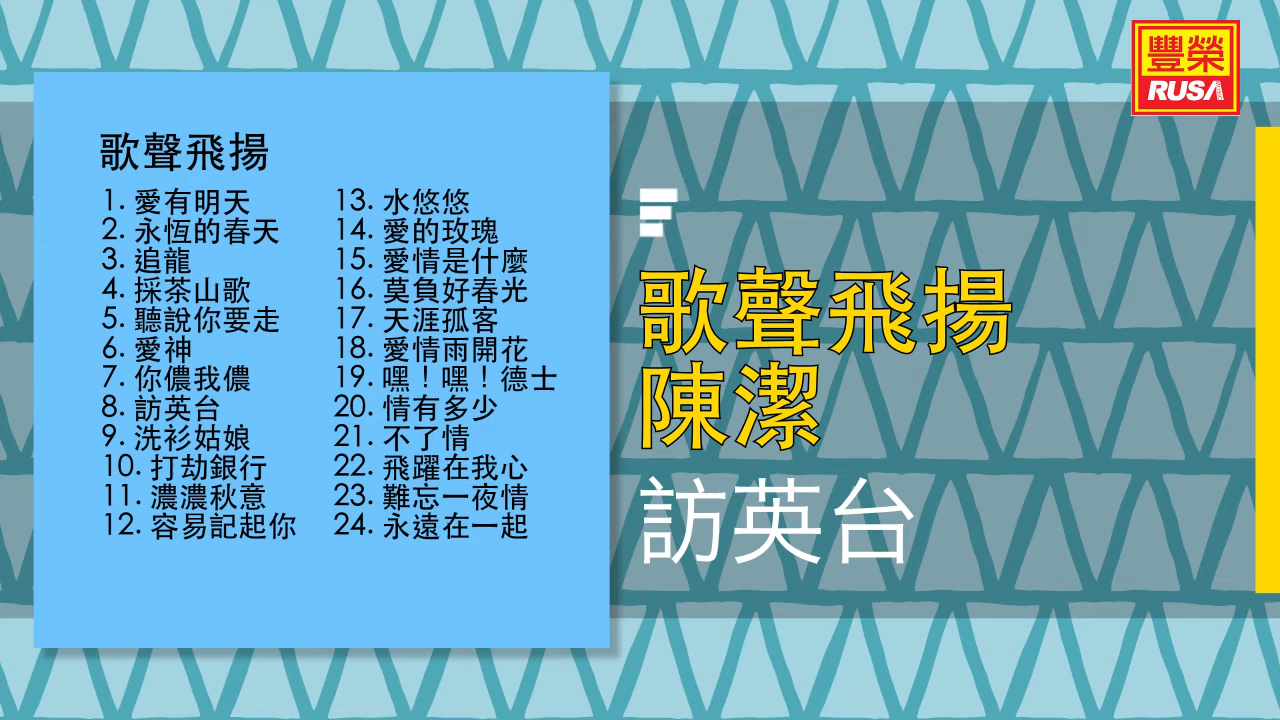 豐榮
RUSA
歌聲飛揚
1. 愛有明天
2. 永恆的春天
3. 追龍
4. 採茶山歌
5. 聽說你要走
6. 愛神
7. 你儂我儂
8. 訪英台
9. 洗衫姑娘
10. 打劫銀行
11. 濃濃秋意
12. 容易記起你
13. 水悠悠
14. 愛的玫瑰
15. 愛情是什麼
16. 莫負好春光
17. 天涯孤客
18. 愛情雨開花
19. 嘿！嘿！德士
20. 情有多少
21. 不了情
22. 飛躍在我心
23. 難忘一夜情
24. 永遠在一起
歌聲飛揚
陳潔
訪英台